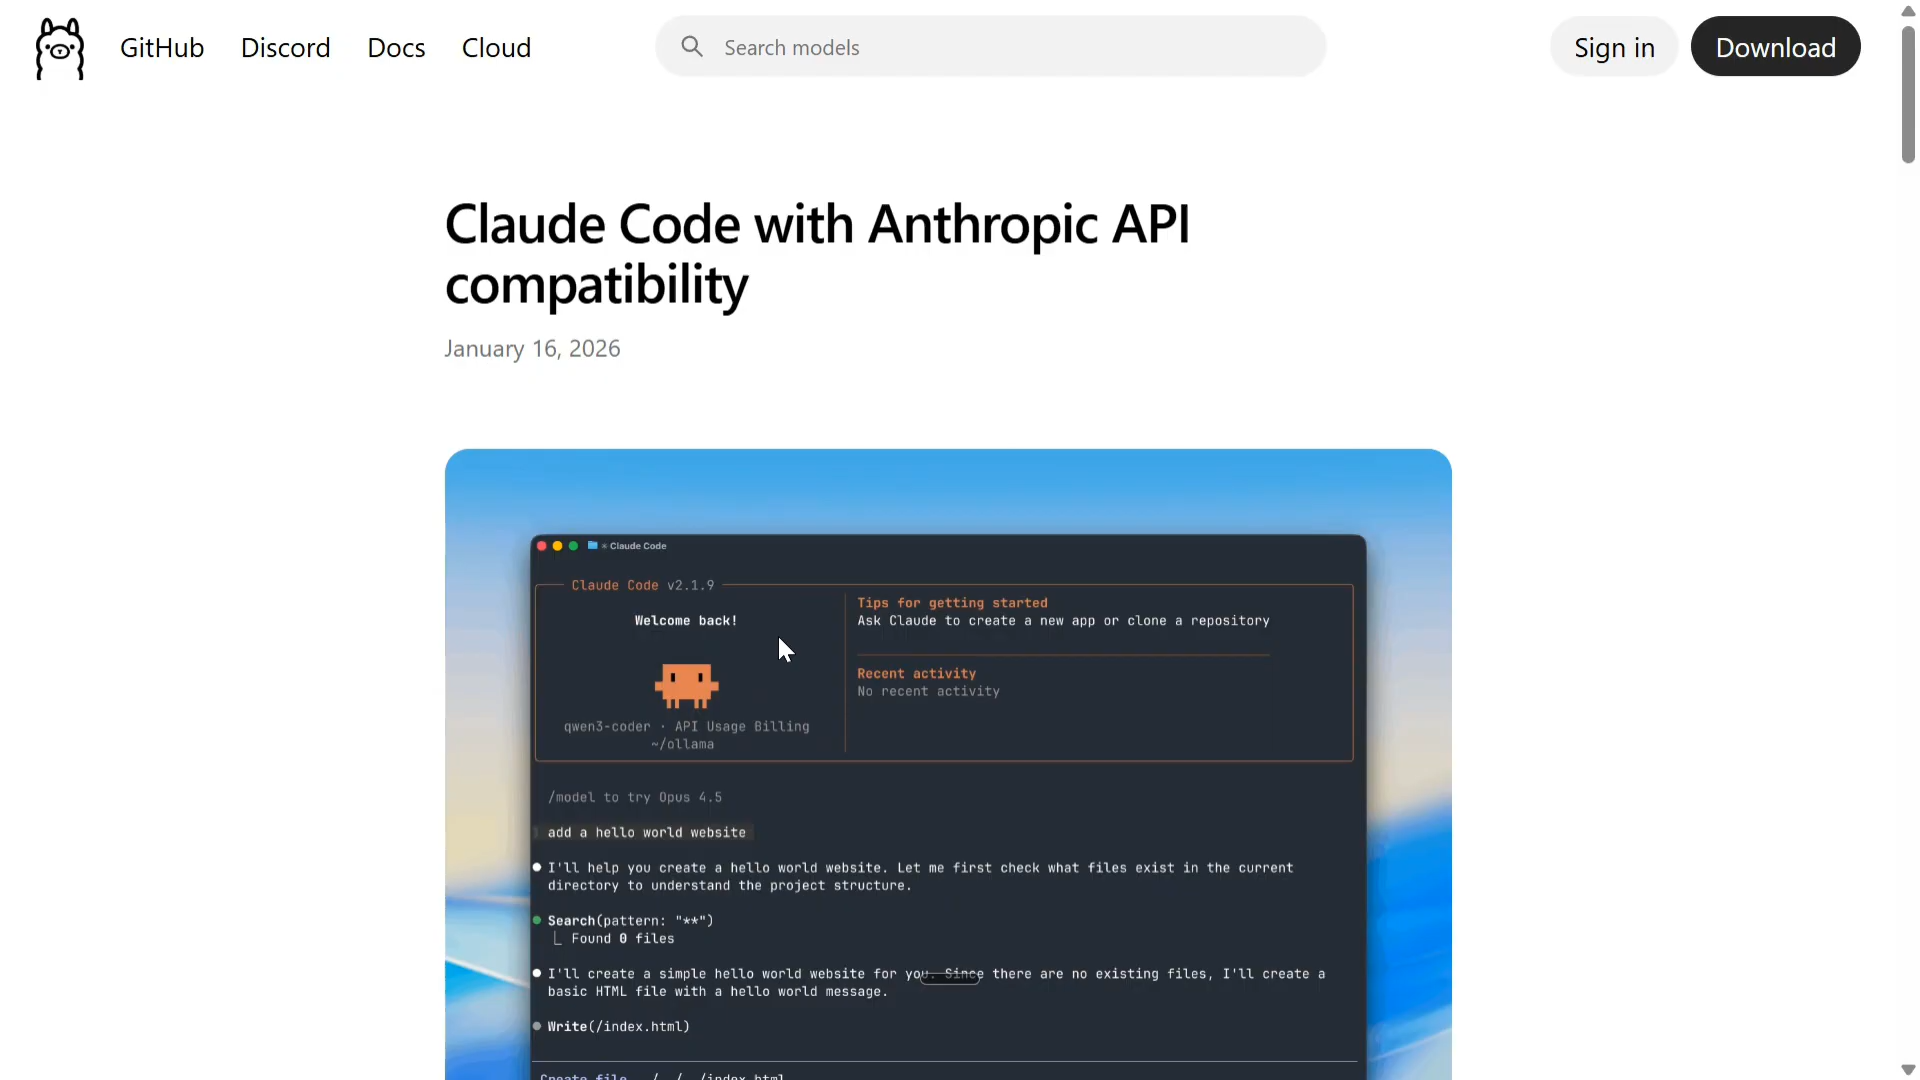 GitHub Discord Docs Cloud Search models Sign in Download
Claude Code with Anthropic API
compatibility
January 16, 2026
Claude Code
Claude Code v2.1.9
Welcome back!
qwen3-coder · API Usage Billing
~/ollama
Tips for getting started
Ask Claude to create a new app or clone a repository
Recent activity
No recent activity
/model to try Opus 4.5
add a hello world website
I'll help you create a hello world website. Let me first check what files exist in the current
directory to understand the project structure.
Search(pattern: "**")
Found 0 files
I'll create a simple hello world website for you. Since there are no existing files, I'll create a
basic HTML file with a hello world message.
Write(/index.html)
Create file / / /index.html